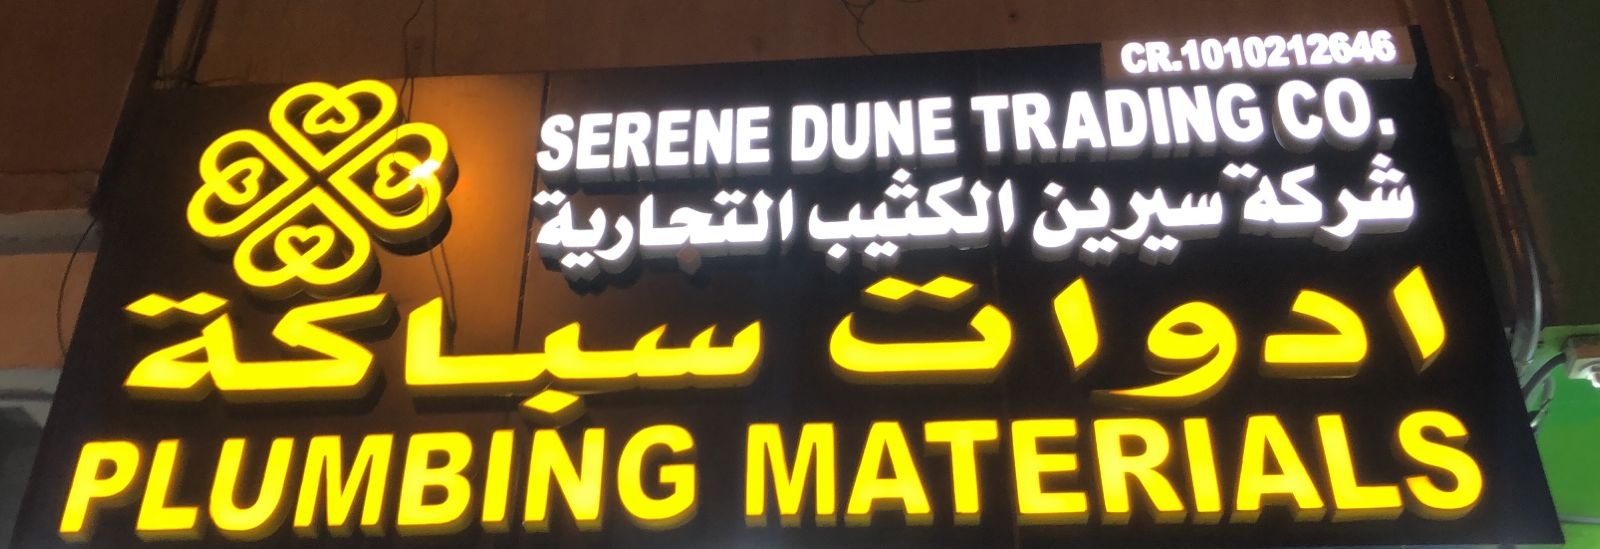 CR.1010212646
SERENE DUNE TRADING CO.
شركة سيرين الكثيب التجارية
ادوات سباكة
PLUMBING MATERIALS